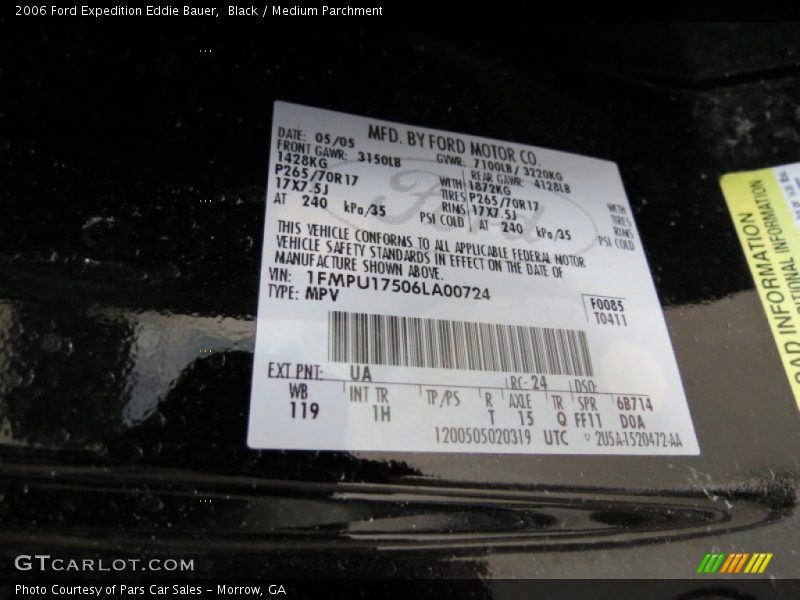 2006 Ford Expedition Eddie Bauer,  Black / Medium Parchment
MFD. BY FORD MOTOR CO.
DATE: 05/05 GVWR: 7100LB / 3220KG
FRONT GAWR: 3150LB REAR GAWR: 4128LB
1428KG WITH 1872KG WITH
P265/70R17 TIRES P265/70R17 TIRES
17X7.5J RIMS 17X7.5J RIMS
AT 240 kPa/35 PSI COLD AT 240 kPa/35 PSI COLD
THIS VEHICLE CONFORMS TO ALL APPLICABLE FEDERAL MOTOR
VEHICLE SAFETY STANDARDS IN EFFECT ON THE DATE OF
MANUFACTURE SHOWN ABOVE.
VIN: 1FMPU17506LA00724
TYPE: MPV
F0085
T0411
EXT PNT: UA RC: 24 DSO:
WB INT TR TP/PS R AXLE TR SPR 6B714
119 1H T 15 Q FF11 DOA
1200505020319 UTC ▽ 2U5A-1520472-AA
Ford
OAD INFORMATION
ATIONAL INFORMATION
GTCARLOT.COM
Photo Courtesy of Pars Car Sales - Morrow, GA